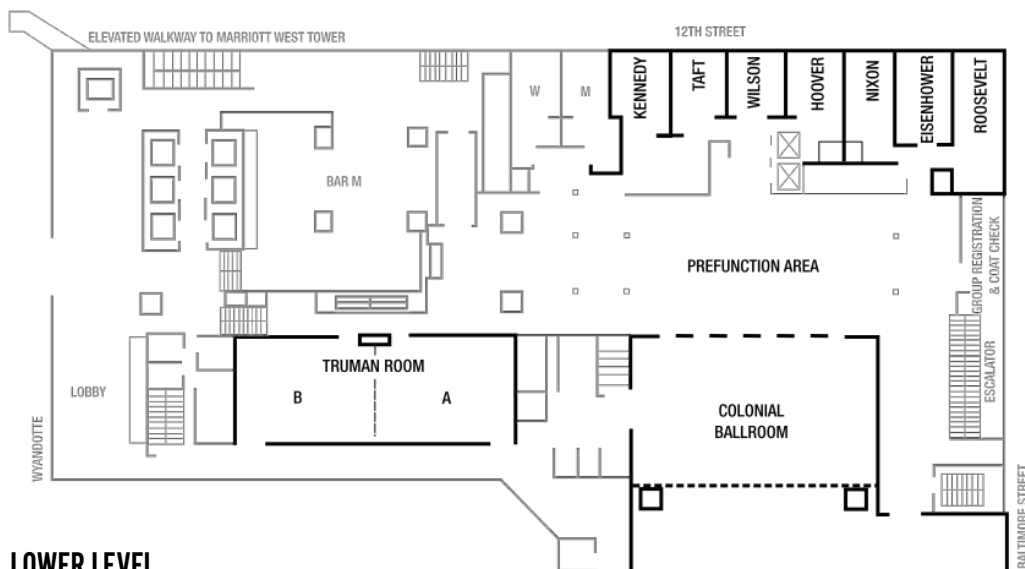 ELEVATED WALKWAY TO MARRIOTT WEST TOWER
12TH STREET
W
M
KENNEDY
TAFT
WILSON
HOOVER
NIXON
EISENHOWER
ROOSEVELT
BAR M
PREFUNCTION AREA
GROUP REGISTRATION
& COAT CHECK
ESCALATOR
TRUMAN ROOM
B
A
LOBBY
COLONIAL
BALLROOM
WYANDOTTE
BALTIMORE STREET
LOWER LEVEL